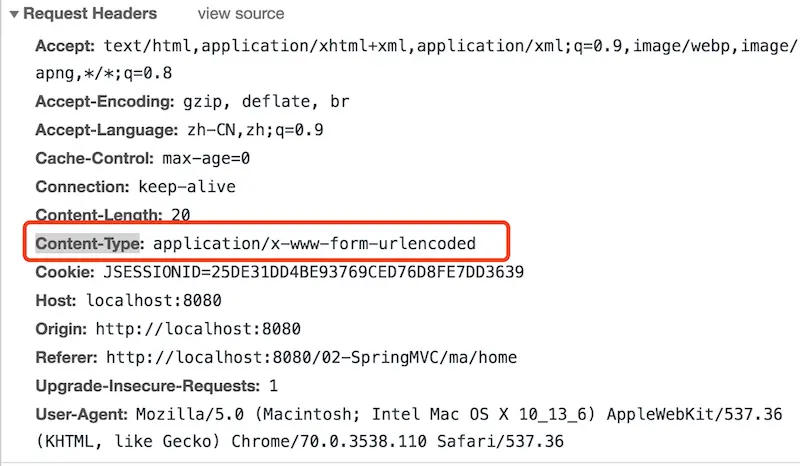 ▼ Request Headers view source
Accept: text/html,application/xhtml+xml,application/xml;q=0.9,image/webp,image/
apng,*/*;q=0.8
Accept-Encoding: gzip, deflate, br
Accept-Language: zh-CN,zh;q=0.9
Cache-Control: max-age=0
Connection: keep-alive
Content-Length: 20
Content-Type: application/x-www-form-urlencoded
Cookie: JSESSIONID=25DE31DD4BE93769CED76D8FE7DD3639
Host: localhost:8080
Origin: http://localhost:8080
Referer: http://localhost:8080/02-SpringMVC/ma/home
Upgrade-Insecure-Requests: 1
User-Agent: Mozilla/5.0 (Macintosh; Intel Mac OS X 10_13_6) AppleWebKit/537.36
(KHTML, like Gecko) Chrome/70.0.3538.110 Safari/537.36